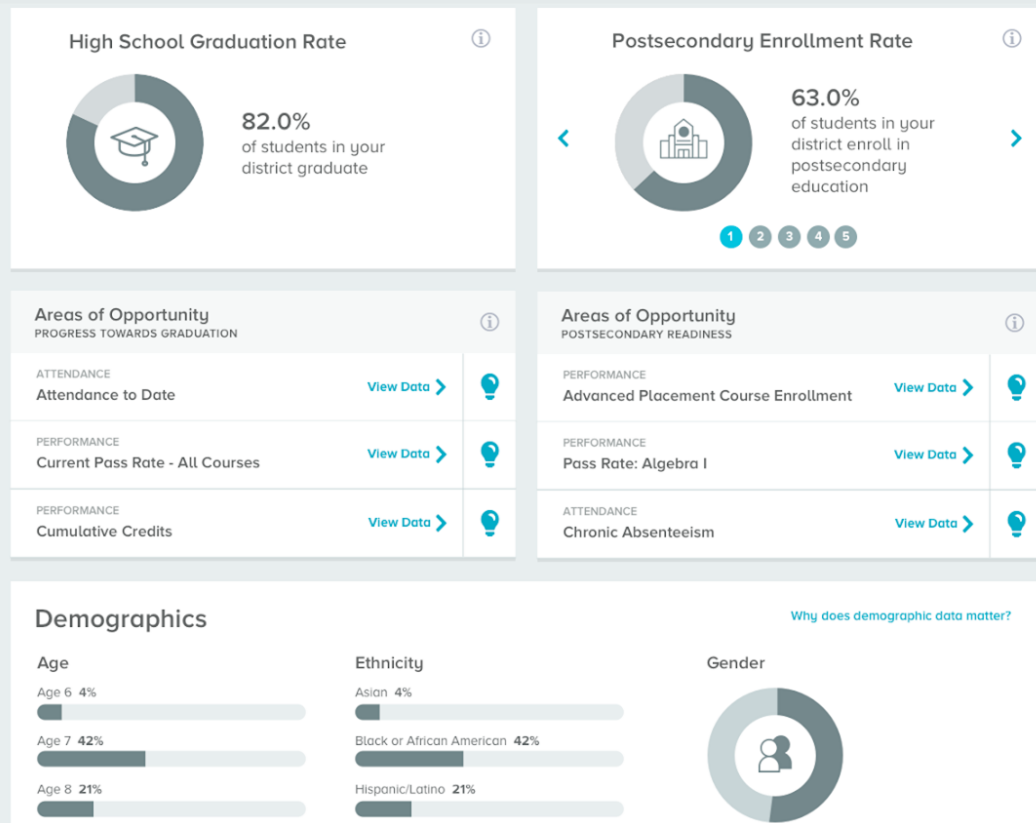 High School Graduation Rate
82.0%
of students in your
district graduate
Postsecondary Enrollment Rate
63.0%
of students in your
district enroll in
postsecondary
education
1 2 3 4 5
Areas of Opportunity
PROGRESS TOWARDS GRADUATION
ATTENDANCE
Attendance to Date
View Data
PERFORMANCE
Current Pass Rate - All Courses
View Data
PERFORMANCE
Cumulative Credits
View Data
Areas of Opportunity
POSTSECONDARY READINESS
PERFORMANCE
Advanced Placement Course Enrollment
View Data
PERFORMANCE
Pass Rate: Algebra I
View Data
ATTENDANCE
Chronic Absenteeism
View Data
Demographics
Why does demographic data matter?
Age
Age 6 4%
Age 7 42%
Age 8 21%
Ethnicity
Asian 4%
Black or African American 42%
Hispanic/Latino 21%
Gender